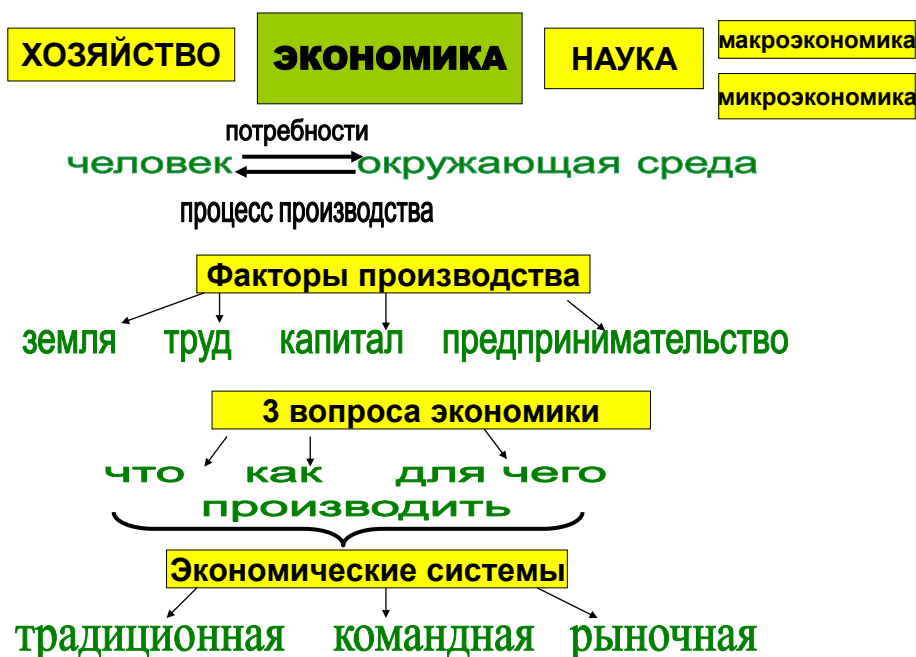 ХОЗЯЙСТВО
ЭКОНОМИКА
НАУКА
макроэкономика
микроэкономика
потребности
человек
окружающая среда
процесс производства
Факторы производства
земля
труд
капитал
предпринимательство
3 вопроса экономики
что
как
для чего
производить
Экономические системы
традиционная
командная
рыночная